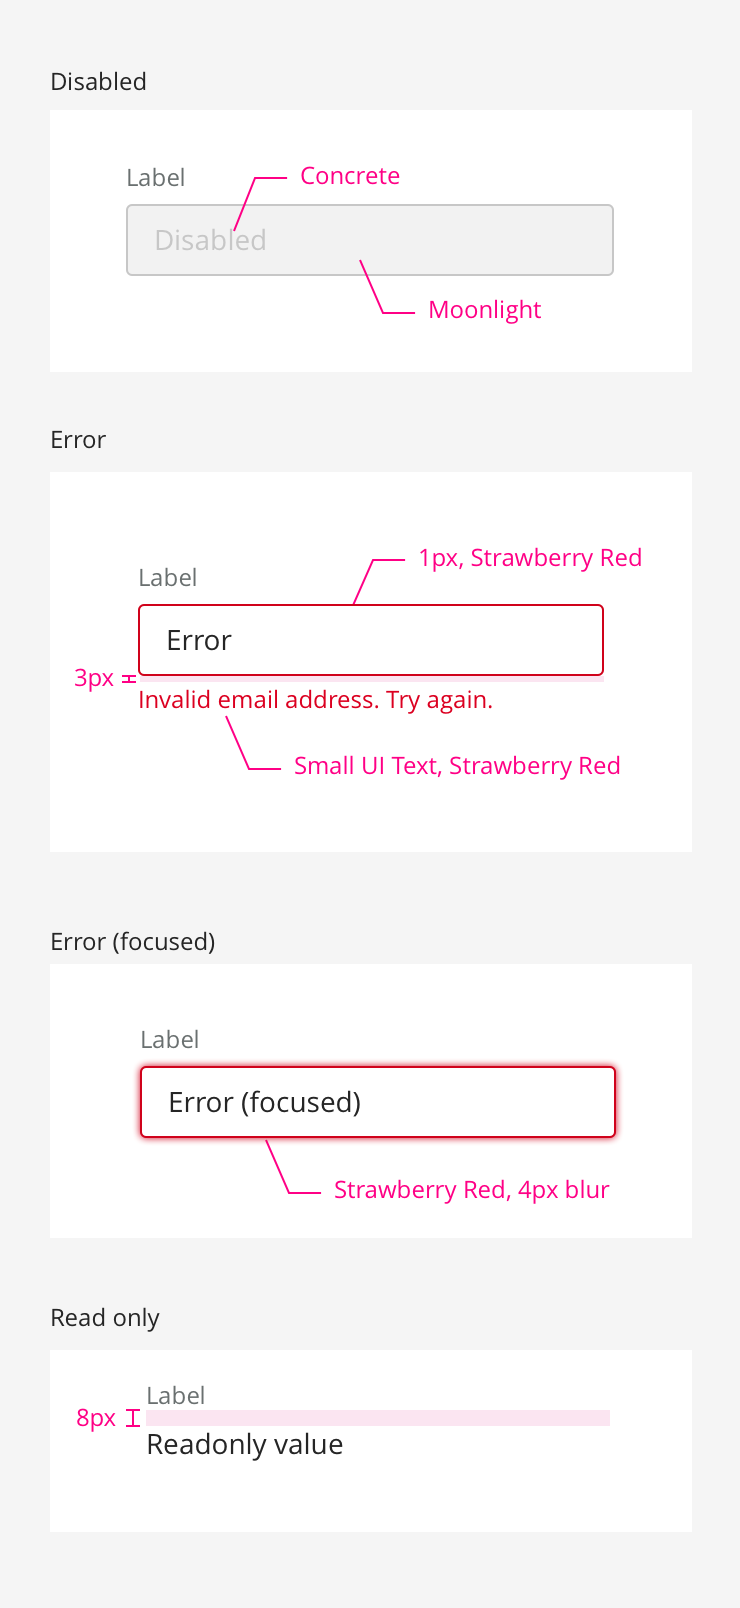 Disabled
Label
Concrete
Disabled
Moonlight
Error
1px, Strawberry Red
Label
Error
3px
Invalid email address. Try again.
Small UI Text, Strawberry Red
Error (focused)
Label
Error (focused)
Strawberry Red, 4px blur
Read only
Label
8px
Readonly value